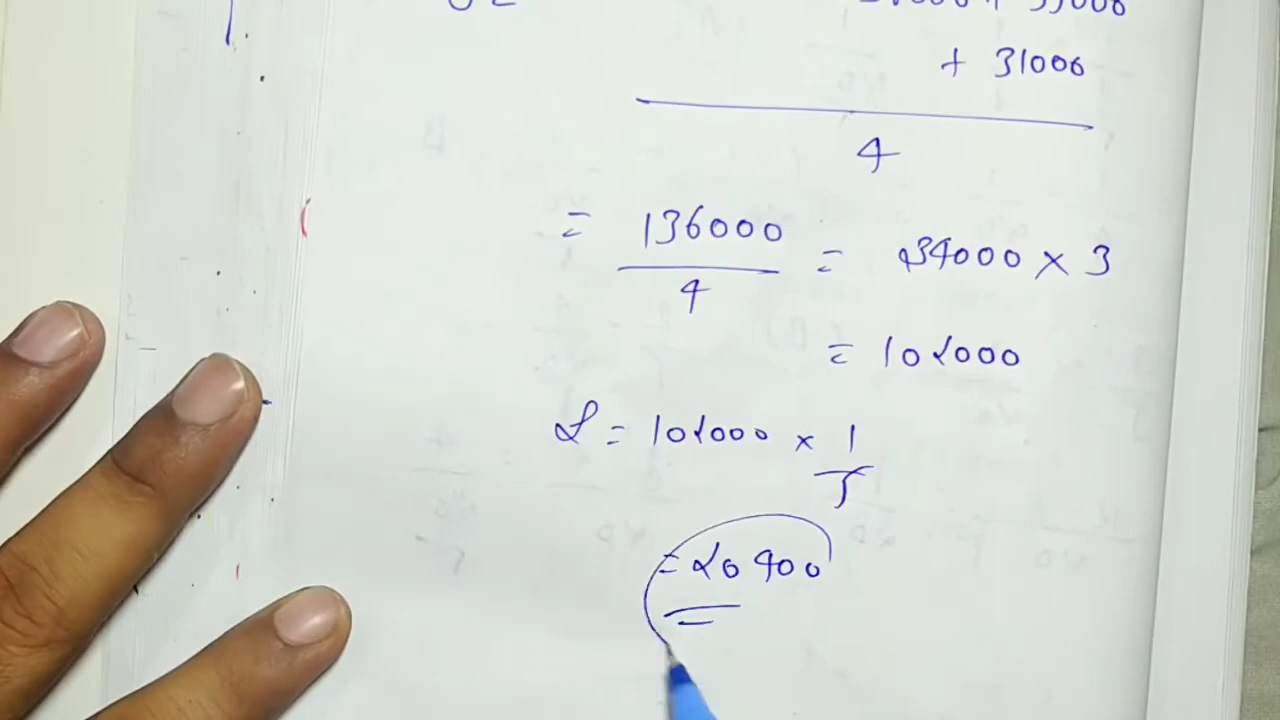 + 31000
4
= 136000 / 4 = 34000 × 3
= 102000
L = 102000 × 1 / 5
= 20400